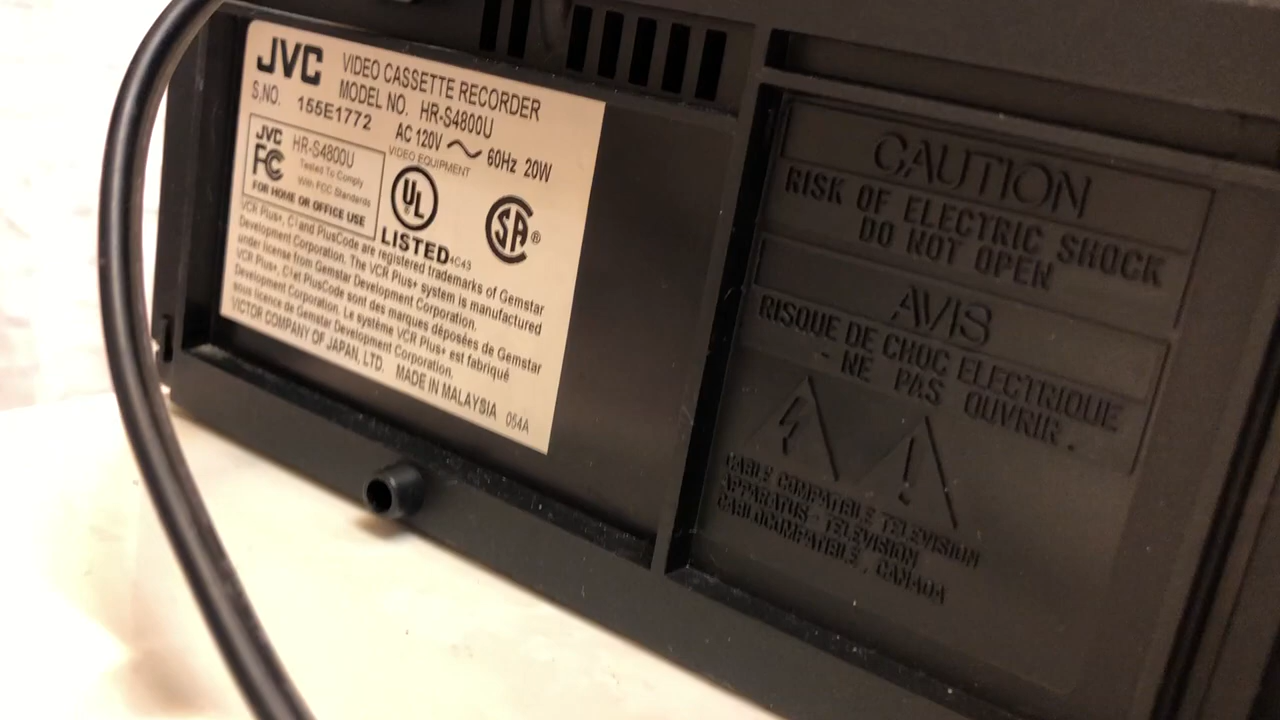 JVC VIDEO CASSETTE RECORDER
MODEL NO. HR-S4800U
S.NO. 155E1772
AC 120V ~ 60Hz 20W
JVC HR-S4800U
FC
Tested To Comply
With FCC Standards
FOR HOME OR OFFICE USE
VIDEO EQUIPMENT
UL
LISTED 4C43
SA ®
VCR Plus+, C and PlusCode are registered trademarks of Gemstar
Development Corporation. The VCR Plus+ system is manufactured
under license from Gemstar Development Corporation.
VCR Plus+, C et PlusCode sont des marques déposées de Gemstar
Development Corporation. Le système VCR Plus+ est fabriqué
sous licence de Gemstar Development Corporation.
VICTOR COMPANY OF JAPAN, LTD. MADE IN MALAYSIA 054A
CAUTION
RISK OF ELECTRIC SHOCK
DO NOT OPEN
AVIS
RISQUE DE CHOC ELECTRIQUE
- NE PAS OUVRIR.
CABLE COMPATIBLE TELEVISION
APPARATUS - TELEVISION
CABLOCOMPATIBLE, CANADA